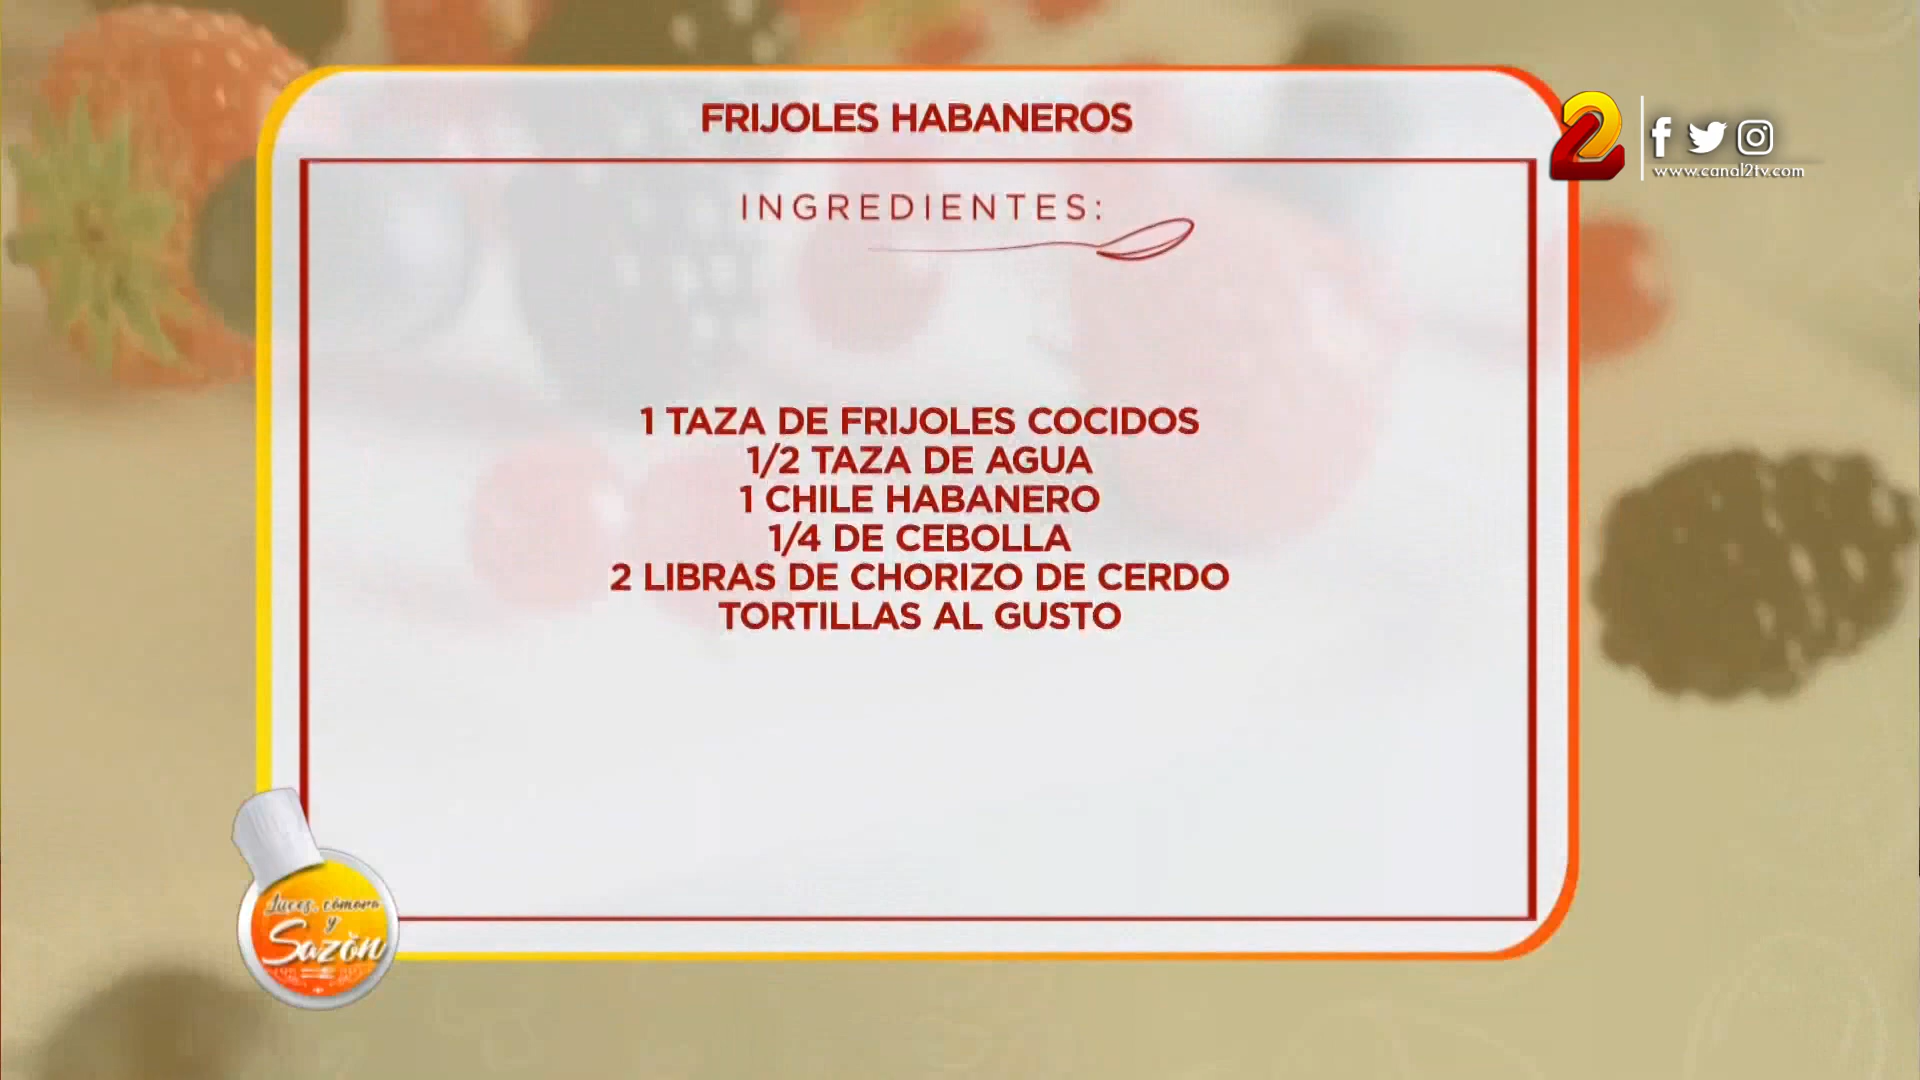 FRIJOLES HABANEROS
2
www.canal2tv.com
INGREDIENTES:
1 TAZA DE FRIJOLES COCIDOS
1/2 TAZA DE AGUA
1 CHILE HABANERO
1/4 DE CEBOLLA
2 LIBRAS DE CHORIZO DE CERDO
TORTILLAS AL GUSTO
Luces, cámara
y
Sazón